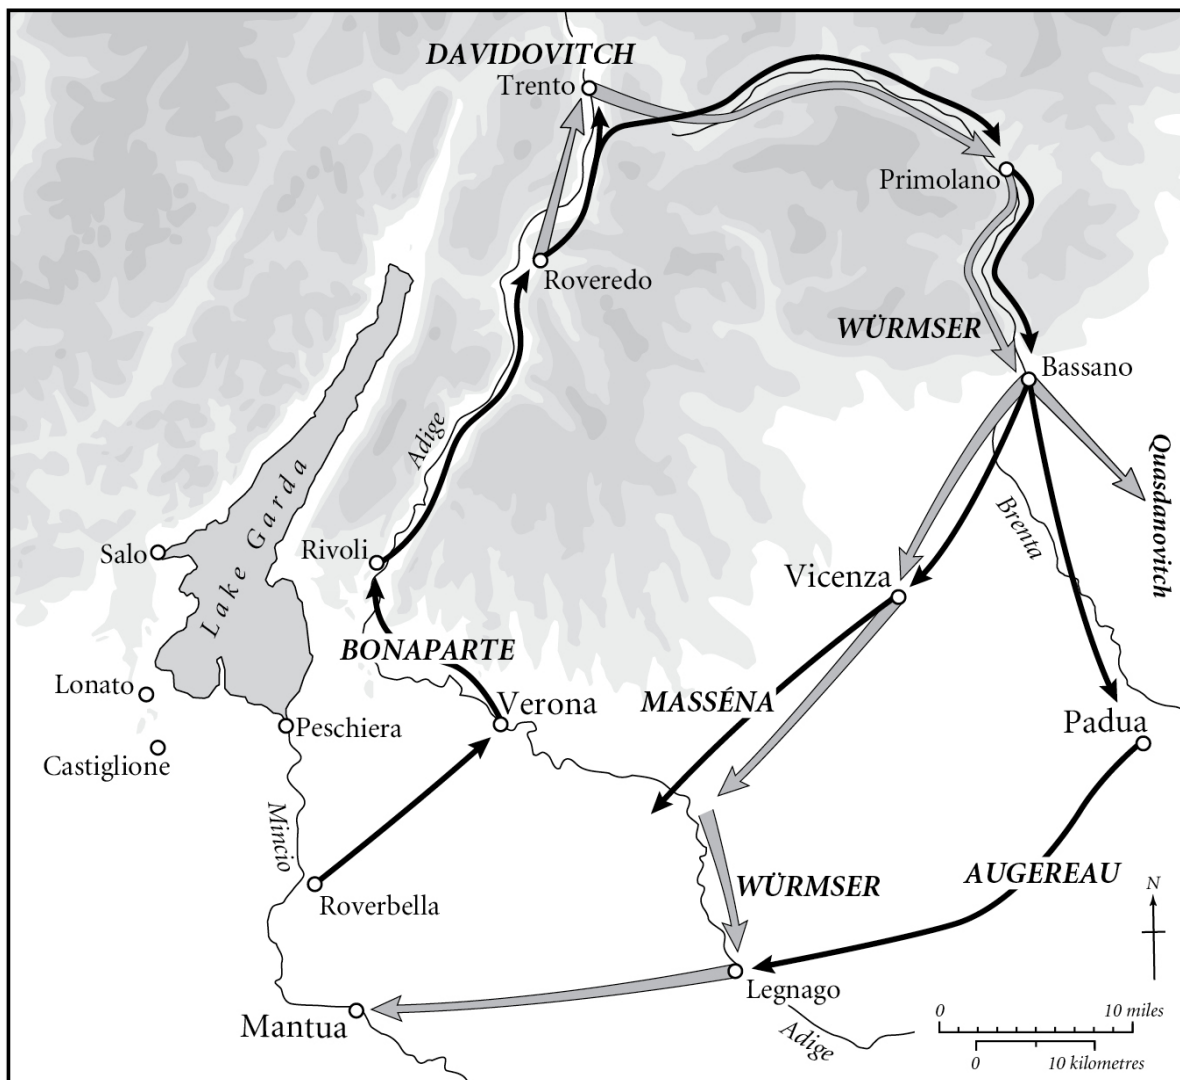 DAVIDOVITCH
Trento
Primolano
Roveredo
WÜRMSER
Bassano
Adige
Quasdanovitch
Lake Garda
Brenta
Salo
Rivoli
Vicenza
BONAPARTE
Lonato
MASSÉNA
Verona
Padua
Peschiera
Castiglione
Mincio
AUGEREAU
WÜRMSER
N
Roverbella
Legnago
Mantua
Adige
0 10 miles
0 10 kilometres